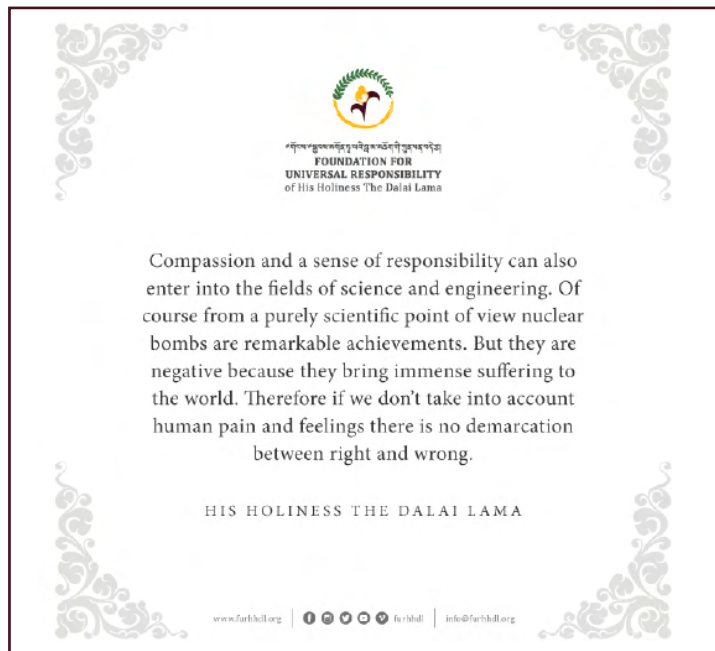 FOUNDATION FOR
UNIVERSAL RESPONSIBILITY
of His Holiness The Dalai Lama
Compassion and a sense of responsibility can also
enter into the fields of science and engineering. Of
course from a purely scientific point of view nuclear
bombs are remarkable achievements. But they are
negative because they bring immense suffering to
the world. Therefore if we don’t take into account
human pain and feelings there is no demarcation
between right and wrong.
HIS HOLINESS THE DALAI LAMA
www.furhhdl.org furhhdl info@furhhdl.org